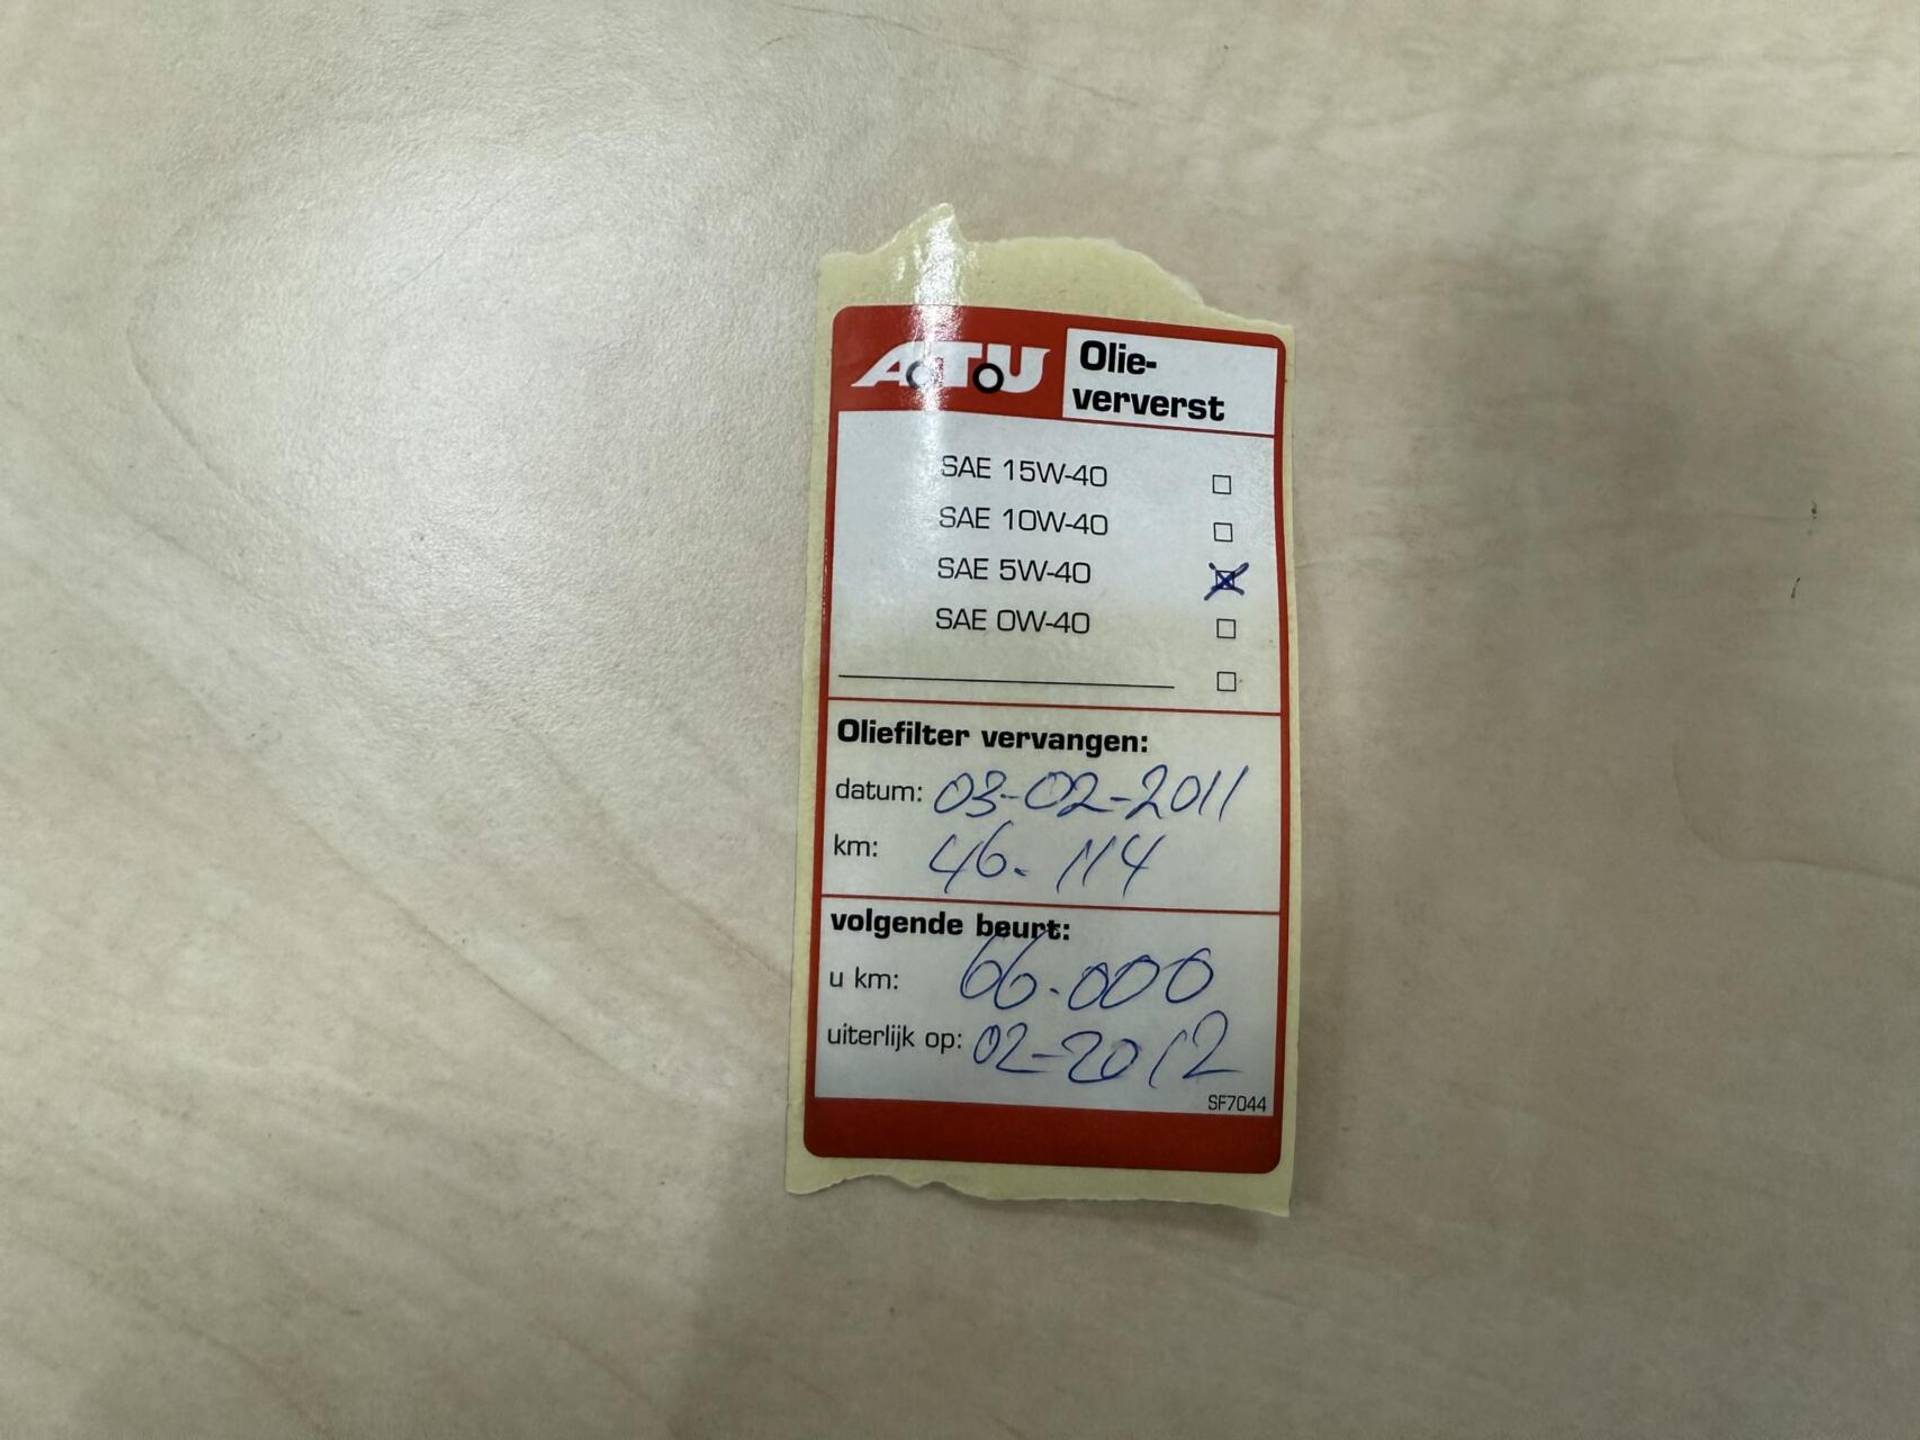 A.T.U
Olie-
ververst
SAE 15W-40 ☐
SAE 10W-40 ☐
SAE 5W-40 ☒
SAE 0W-40 ☐
☐
Oliefilter vervangen:
datum: 03-02-2011
km: 46.114
volgende beurt:
u km: 66.000
uiterlijk op: 02-2012
SF7044